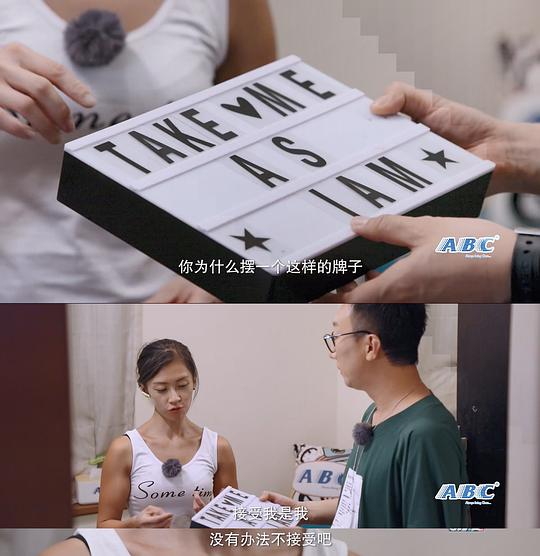 TAKE ♥ ME
AS
I AM
ABC
你为什么摆一个这样的牌子
Some tim
ABC
ABC
接受我是我
没有办法不接受吧